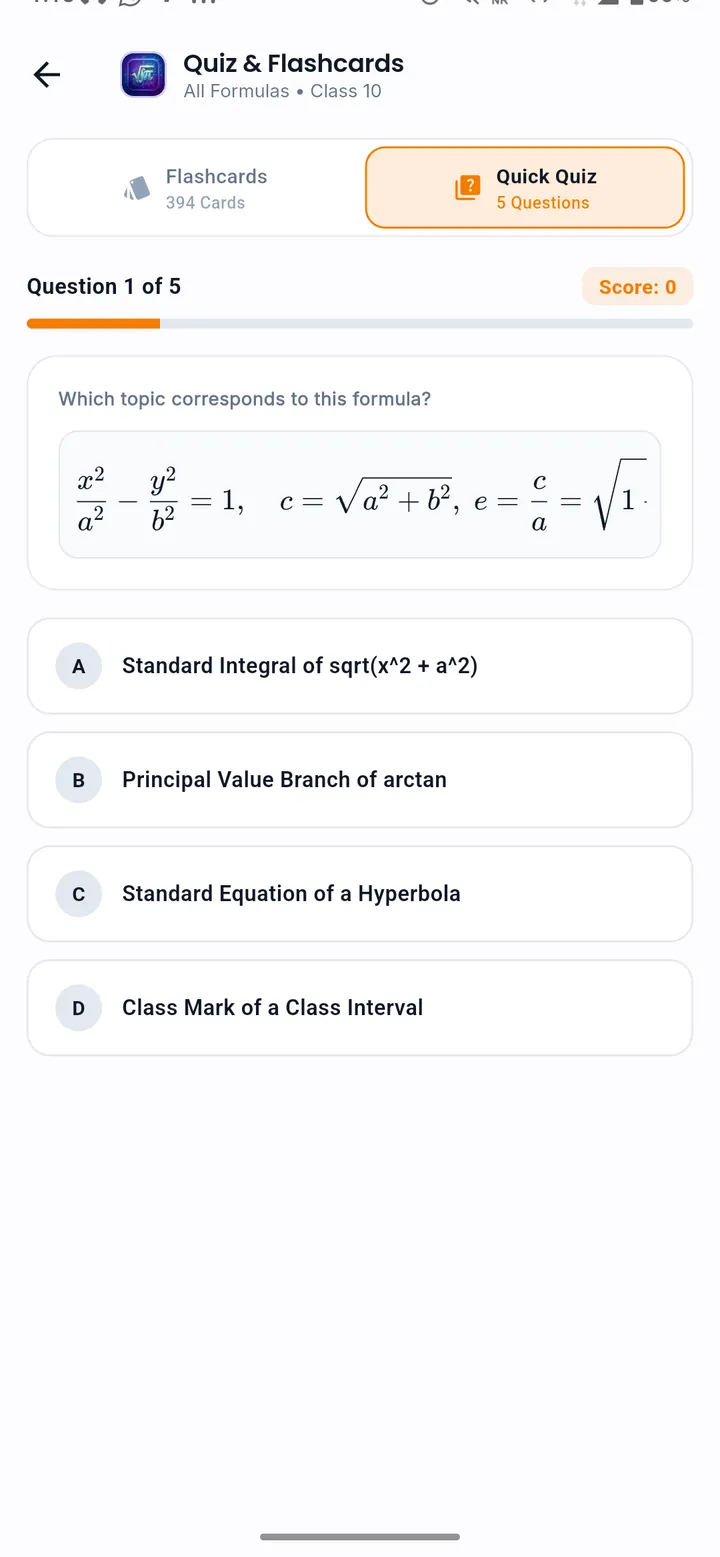 Quiz & Flashcards
All Formulas • Class 10
Flashcards
394 Cards
Quick Quiz
5 Questions
Question 1 of 5
Score: 0
Which topic corresponds to this formula?
x²/a² − y²/b² = 1, c = √(a² + b²), e = c/a = √1
A Standard Integral of sqrt(x^2 + a^2)
B Principal Value Branch of arctan
C Standard Equation of a Hyperbola
D Class Mark of a Class Interval